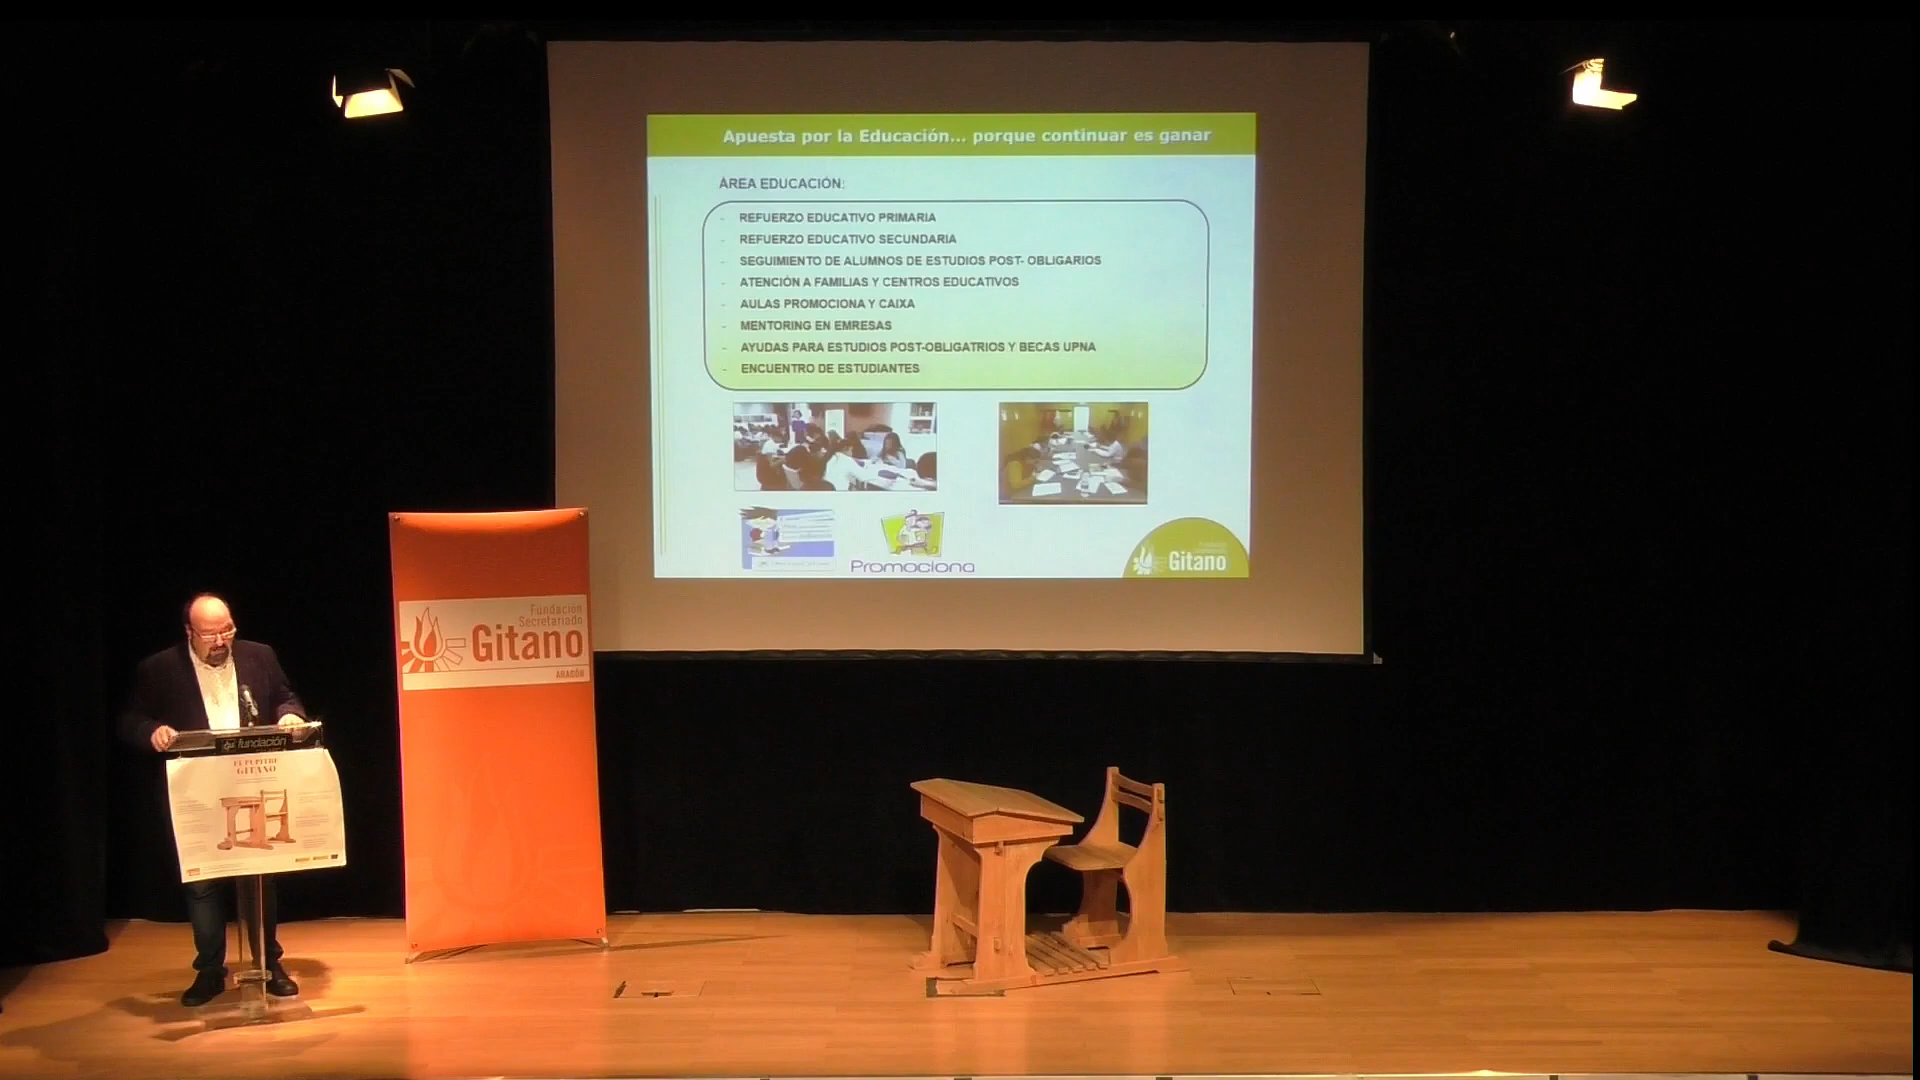 Apuesta por la Educación... porque continuar es ganar
ÁREA EDUCACIÓN:
- REFUERZO EDUCATIVO PRIMARIA
- REFUERZO EDUCATIVO SECUNDARIA
- SEGUIMIENTO DE ALUMNOS DE ESTUDIOS POST- OBLIGARIOS
- ATENCIÓN A FAMILIAS Y CENTROS EDUCATIVOS
- AULAS PROMOCIONA Y CAIXA
- MENTORING EN EMRESAS
- AYUDAS PARA ESTUDIOS POST-OBLIGATRIOS Y BECAS UPNA
- ENCUENTRO DE ESTUDIANTES
Promociona
Gitano
Fundación
Secretariado
Gitano
ARAGÓN
fundación
EL PUPITRE
GITANO